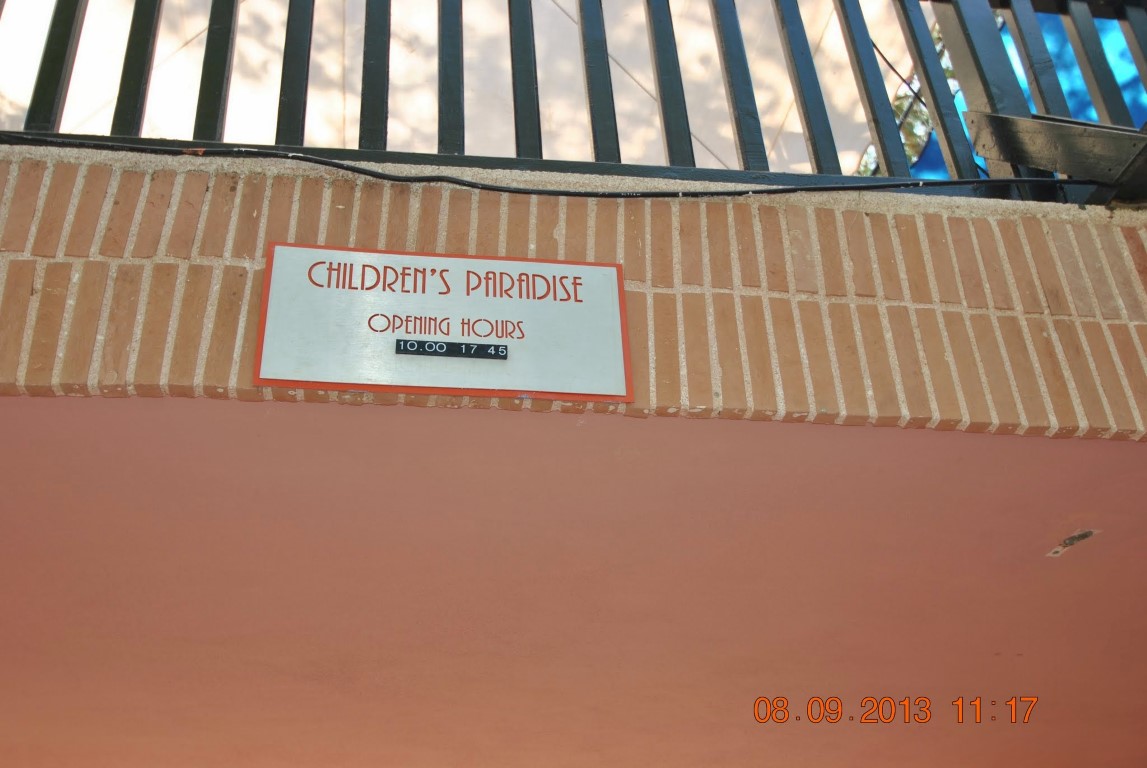 CHILDREN'S PARADISE
OPENING HOURS
10.00 17 45
08.09.2013 11:17